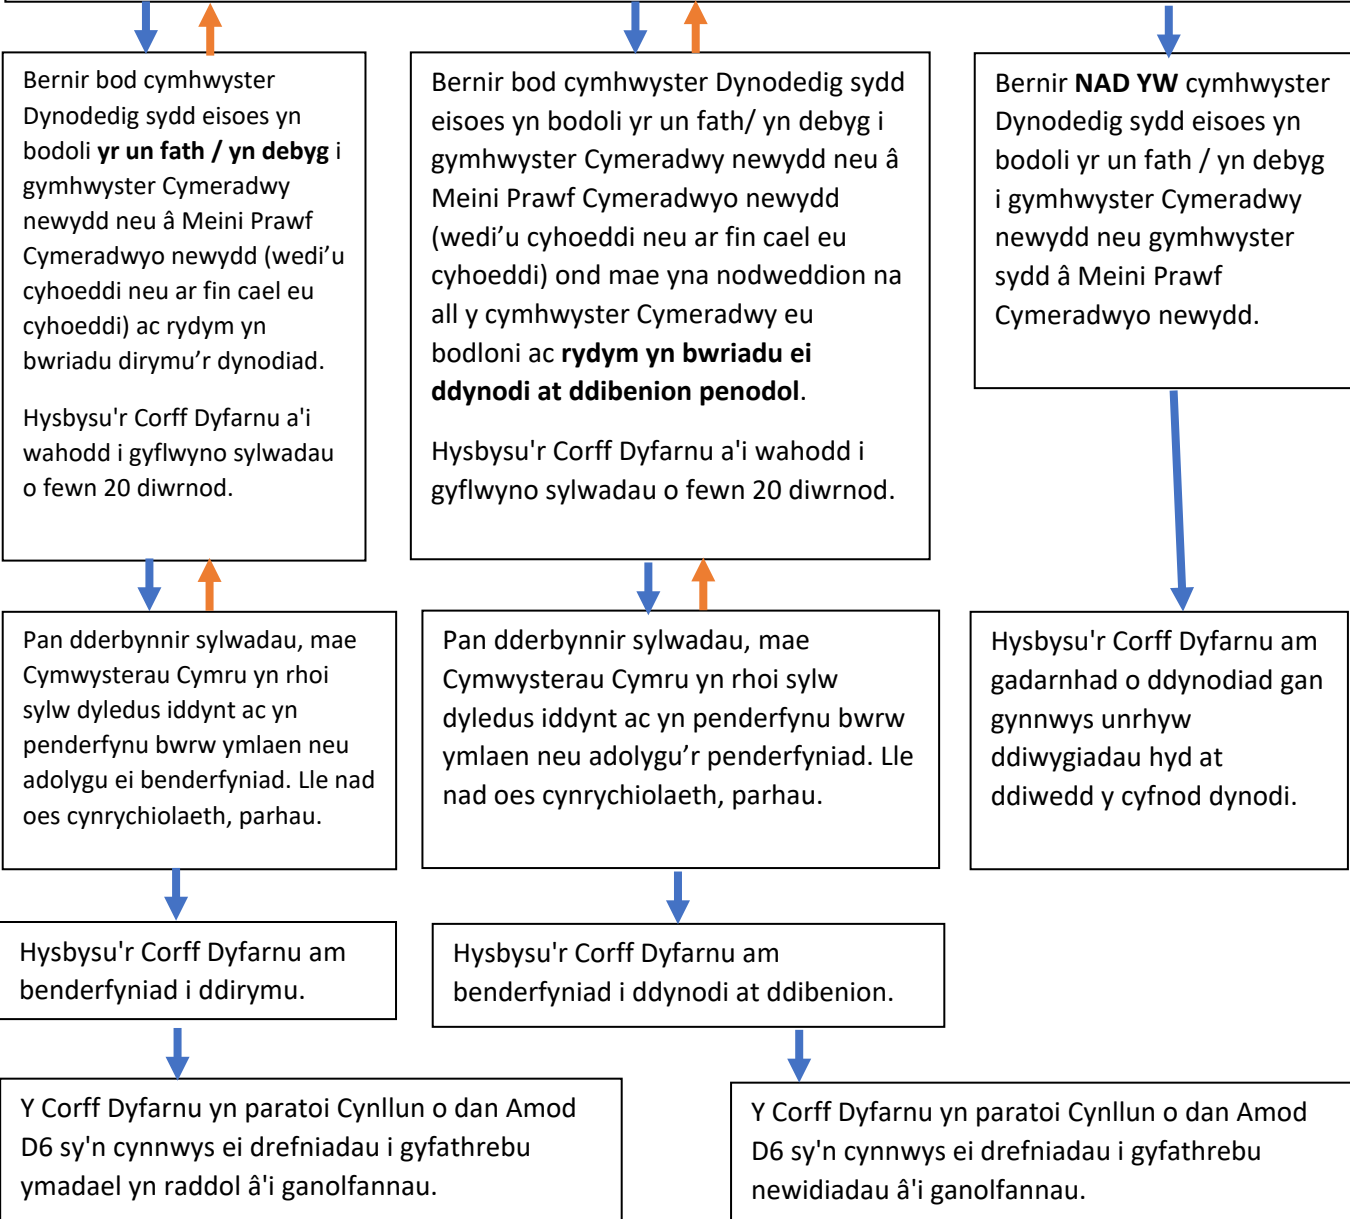 Bernir bod cymhwyster
Dynodedig sydd eisoes yn
bodoli yr un fath / yn debyg i
gymhwyster Cymeradwy
newydd neu â Meini Prawf
Cymeradwyo newydd (wedi’u
cyhoeddi neu ar fin cael eu
cyhoeddi) ac rydym yn
bwriadu dirymu’r dynodiad.
Hysbysu'r Corff Dyfarnu a'i
wahodd i gyflwyno sylwadau
o fewn 20 diwrnod.
Bernir bod cymhwyster Dynodedig sydd
eisoes yn bodoli yr un fath/ yn debyg i
gymhwyster Cymeradwy newydd neu â
Meini Prawf Cymeradwyo newydd
(wedi’u cyhoeddi neu ar fin cael eu
cyhoeddi) ond mae yna nodweddion na
all y cymhwyster Cymeradwy eu
bodloni ac rydym yn bwriadu ei
ddynodi at ddibenion penodol.
Hysbysu'r Corff Dyfarnu a'i wahodd i
gyflwyno sylwadau o fewn 20 diwrnod.
Bernir NAD YW cymhwyster
Dynodedig sydd eisoes yn
bodoli yr un fath / yn debyg
i gymhwyster Cymeradwy
newydd neu gymhwyster
sydd â Meini Prawf
Cymeradwyo newydd.
Pan dderbynnir sylwadau, mae
Cymwysterau Cymru yn rhoi
sylw dyledus iddynt ac yn
penderfynu bwrw ymlaen neu
adolygu ei benderfyniad. Lle nad
oes cynrychiolaeth, parhau.
Pan dderbynnir sylwadau, mae
Cymwysterau Cymru yn rhoi sylw
dyledus iddynt ac yn penderfynu bwrw
ymlaen neu adolygu’r penderfyniad. Lle
nad oes cynrychiolaeth, parhau.
Hysbysu'r Corff Dyfarnu am
gadarnhad o ddynodiad gan
gynnwys unrhyw
ddiwygiadau hyd at
ddiwedd y cyfnod dynodi.
Hysbysu'r Corff Dyfarnu am
benderfyniad i ddirymu.
Hysbysu'r Corff Dyfarnu am
benderfyniad i ddynodi at ddibenion.
Y Corff Dyfarnu yn paratoi Cynllun o dan Amod
D6 sy'n cynnwys ei drefniadau i gyfathrebu
ymadael yn raddol â'i ganolfannau.
Y Corff Dyfarnu yn paratoi Cynllun o dan Amod
D6 sy'n cynnwys ei drefniadau i gyfathrebu
newidiadau â'i ganolfannau.